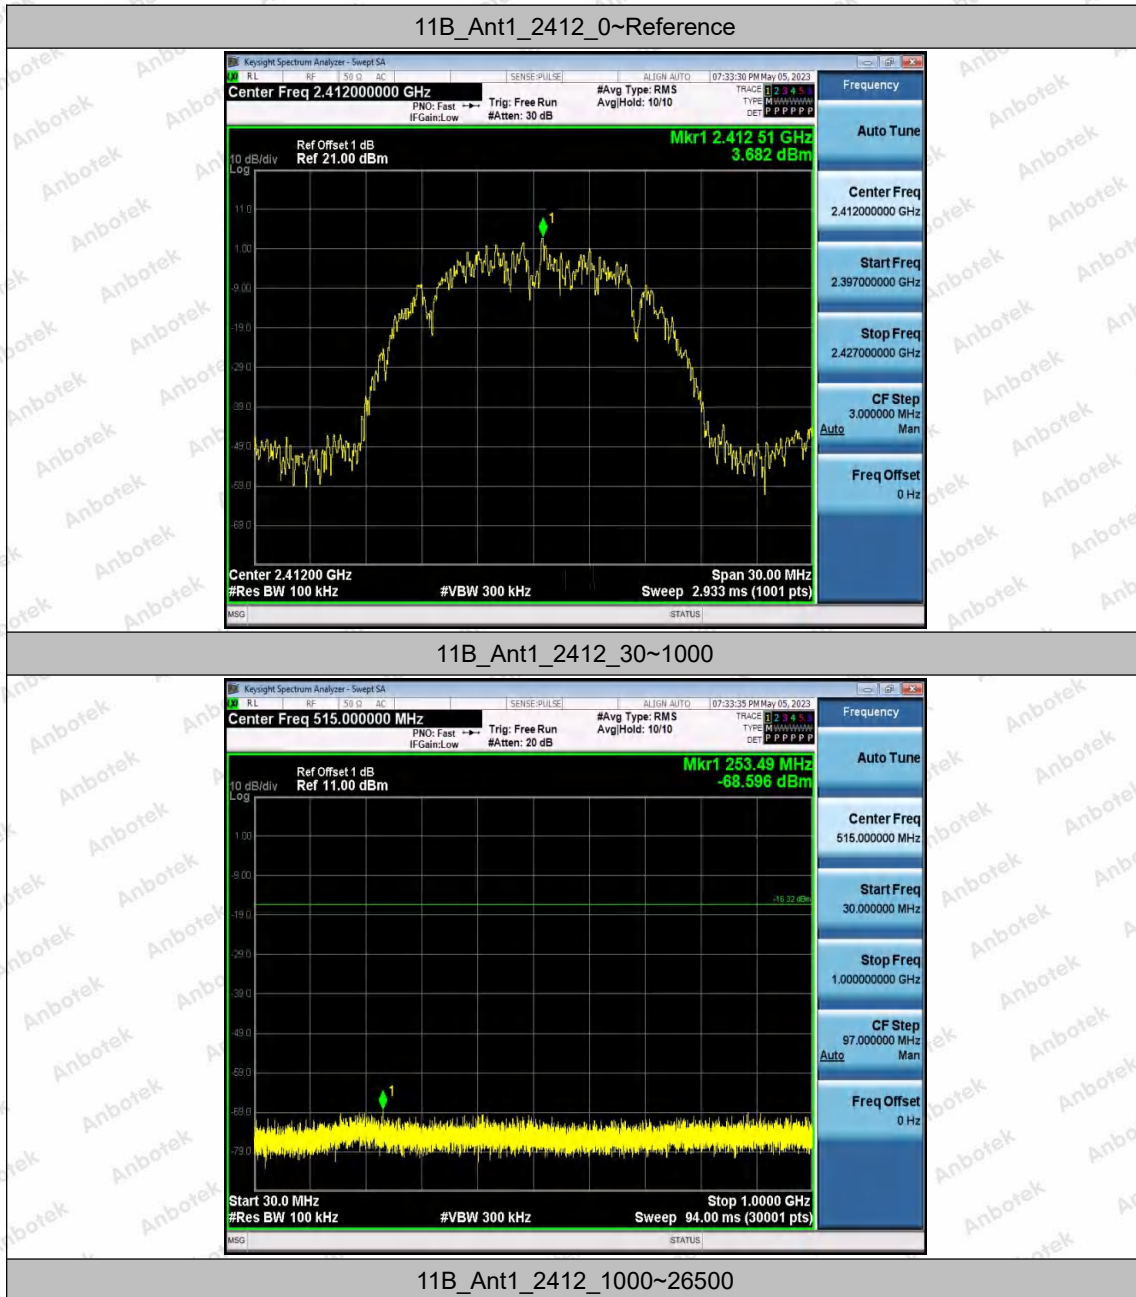 11B_Ant1_2412_0~Reference
Keysight Spectrum Analyzer - Swept SA
RL RF 50 Ω AC SENSE:PULSE ALIGN AUTO 07:33:30 PM May 05, 2023
Center Freq 2.412000000 GHz
PNO: Fast
IFGain:Low
Trig: Free Run
#Atten: 30 dB
#Avg Type: RMS
Avg|Hold: 10/10
TRACE 1 2 3 4 5 6
TYPE M WWWWW
DET P P P P P P
Frequency
Mkr1 2.412 51 GHz
3.682 dBm
Ref Offset 1 dB
10 dB/div Ref 21.00 dBm
Log
11.0
1.00
-9.00
-19.0
-29.0
-39.0
-49.0
-59.0
-69.0
1
Center 2.41200 GHz Span 30.00 MHz
#Res BW 100 kHz #VBW 300 kHz Sweep 2.933 ms (1001 pts)
MSG STATUS
Auto Tune
Center Freq
2.412000000 GHz
Start Freq
2.397000000 GHz
Stop Freq
2.427000000 GHz
CF Step
3.000000 MHz
Auto Man
Freq Offset
0 Hz
11B_Ant1_2412_30~1000
Keysight Spectrum Analyzer - Swept SA
RL RF 50 Ω AC SENSE:PULSE ALIGN AUTO 07:33:35 PM May 05, 2023
Center Freq 515.000000 MHz
PNO: Fast
IFGain:Low
Trig: Free Run
#Atten: 20 dB
#Avg Type: RMS
Avg|Hold: 10/10
TRACE 1 2 3 4 5 6
TYPE M WWWWW
DET P P P P P P
Frequency
Mkr1 253.49 MHz
-68.596 dBm
Ref Offset 1 dB
10 dB/div Ref 11.00 dBm
Log
1.00
-9.00
-19.0
-29.0
-39.0
-49.0
-59.0
-69.0
-79.0
-16.32 dBm
1
Start 30.0 MHz Stop 1.0000 GHz
#Res BW 100 kHz #VBW 300 kHz Sweep 94.00 ms (30001 pts)
MSG STATUS
Auto Tune
Center Freq
515.000000 MHz
Start Freq
30.000000 MHz
Stop Freq
1.000000000 GHz
CF Step
97.000000 MHz
Auto Man
Freq Offset
0 Hz
11B_Ant1_2412_1000~26500
Anbotek